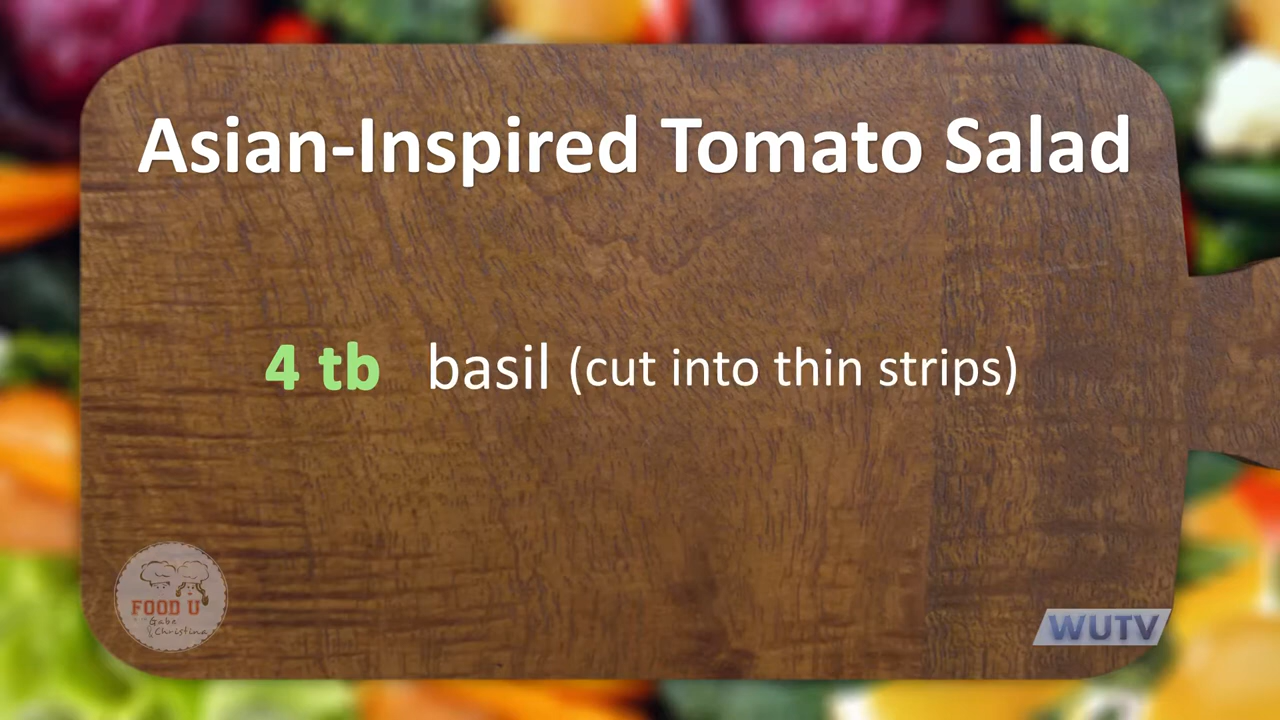 Asian-Inspired Tomato Salad
4 tb basil (cut into thin strips)
FOOD U
Gabe
Christina
WUTV